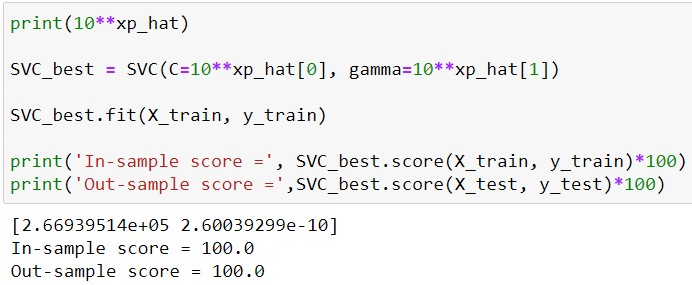 print(10**xp_hat)
SVC_best = SVC(C=10**xp_hat[0], gamma=10**xp_hat[1])
SVC_best.fit(X_train, y_train)
print('In-sample score =', SVC_best.score(X_train, y_train)*100)
print('Out-sample score =',SVC_best.score(X_test, y_test)*100)
[2.66939514e+05 2.60039299e-10]
In-sample score = 100.0
Out-sample score = 100.0